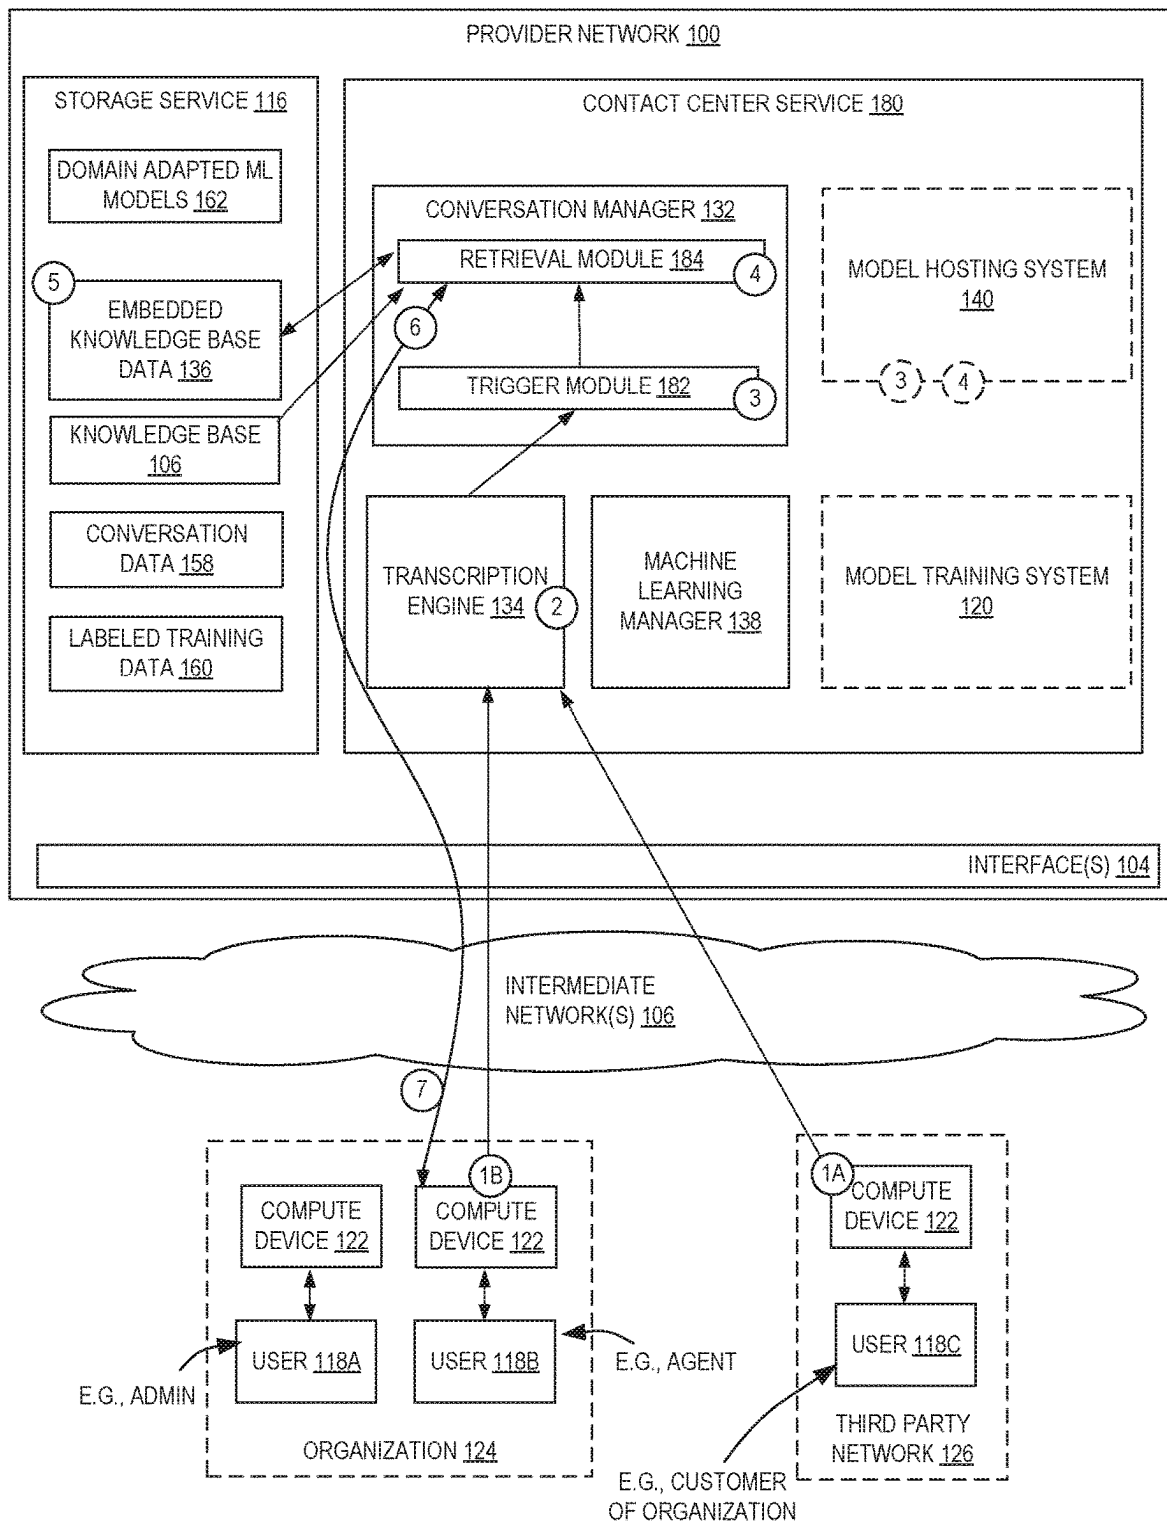 PROVIDER NETWORK 100
STORAGE SERVICE 116
DOMAIN ADAPTED ML
MODELS 162
5
EMBEDDED
KNOWLEDGE BASE
DATA 136
KNOWLEDGE BASE
106
CONVERSATION
DATA 158
LABELED TRAINING
DATA 160
CONTACT CENTER SERVICE 180
CONVERSATION MANAGER 132
RETRIEVAL MODULE 184
4
6
TRIGGER MODULE 182
3
MODEL HOSTING SYSTEM
140
3
4
TRANSCRIPTION
ENGINE 134
2
MACHINE
LEARNING
MANAGER 138
MODEL TRAINING SYSTEM
120
INTERFACE(S) 104
INTERMEDIATE
NETWORK(S) 106
7
1B
1A
COMPUTE
DEVICE 122
COMPUTE
DEVICE 122
COMPUTE
DEVICE 122
USER 118A
USER 118B
USER 118C
E.G., ADMIN
E.G., AGENT
ORGANIZATION 124
THIRD PARTY
NETWORK 126
E.G., CUSTOMER
OF ORGANIZATION